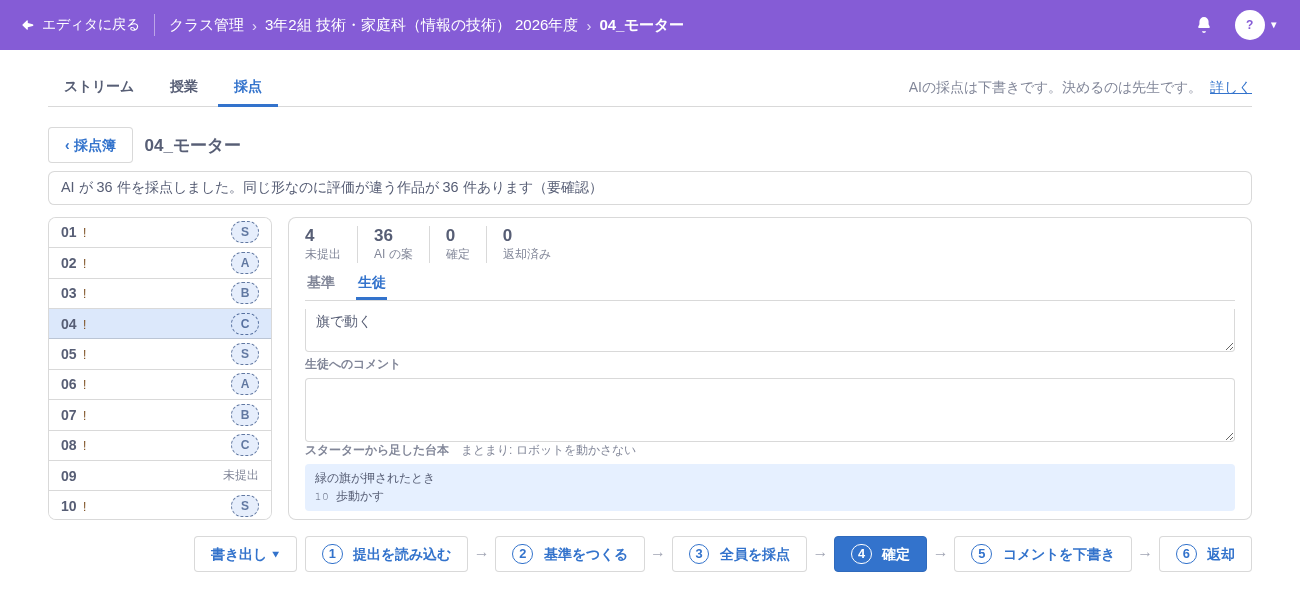 エディタに戻る クラス管理 › 3年2組 技術・家庭科（情報の技術） 2026年度 › 04_モーター ? ▾
ストリーム 授業 採点
AIの採点は下書きです。決めるのは先生です。 詳しく
‹ 採点簿 04_モーター
AI が 36 件を採点しました。同じ形なのに評価が違う作品が 36 件あります（要確認）
01 ! S
02 ! A
03 ! B
04 ! C
05 ! S
06 ! A
07 ! B
08 ! C
09 未提出
10 ! S
4 36 0 0
未提出 AI の案 確定 返却済み
基準 生徒
旗で動く
生徒へのコメント
スターターから足した台本 まとまり: ロボットを動かさない
緑の旗が押されたとき
10 歩動かす
書き出し ▾ 1 提出を読み込む → 2 基準をつくる → 3 全員を採点 → 4 確定 → 5 コメントを下書き → 6 返却